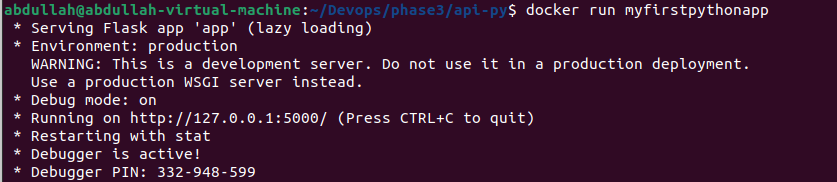 abdullah@abdullah-virtual-machine:~/Devops/phase3/api-py$ docker run myfirstpythonapp
* Serving Flask app 'app' (lazy loading)
* Environment: production
WARNING: This is a development server. Do not use it in a production deployment.
Use a production WSGI server instead.
* Debug mode: on
* Running on http://127.0.0.1:5000/ (Press CTRL+C to quit)
* Restarting with stat
* Debugger is active!
* Debugger PIN: 332-948-599